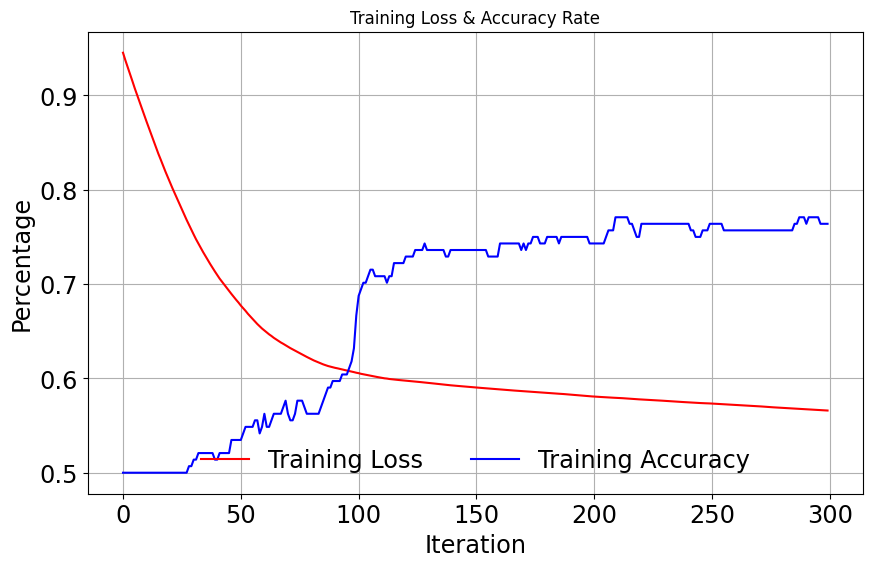 Training Loss & Accuracy Rate
Percentage
0.9
0.8
0.7
0.6
0.5
Training Loss
Training Accuracy
0 50 100 150 200 250 300
Iteration